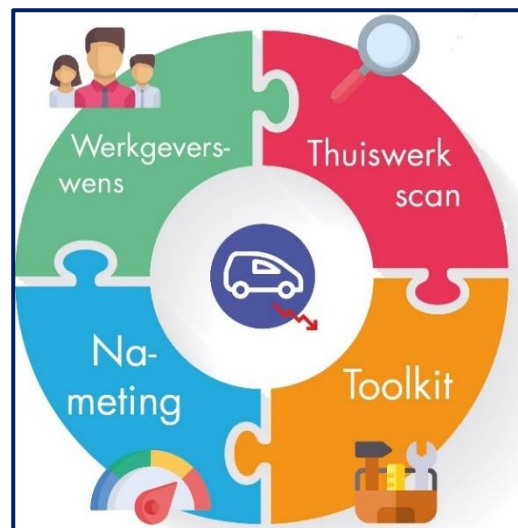 Werkgevers-
wens
Thuiswerk
scan
Na-
meting
Toolkit